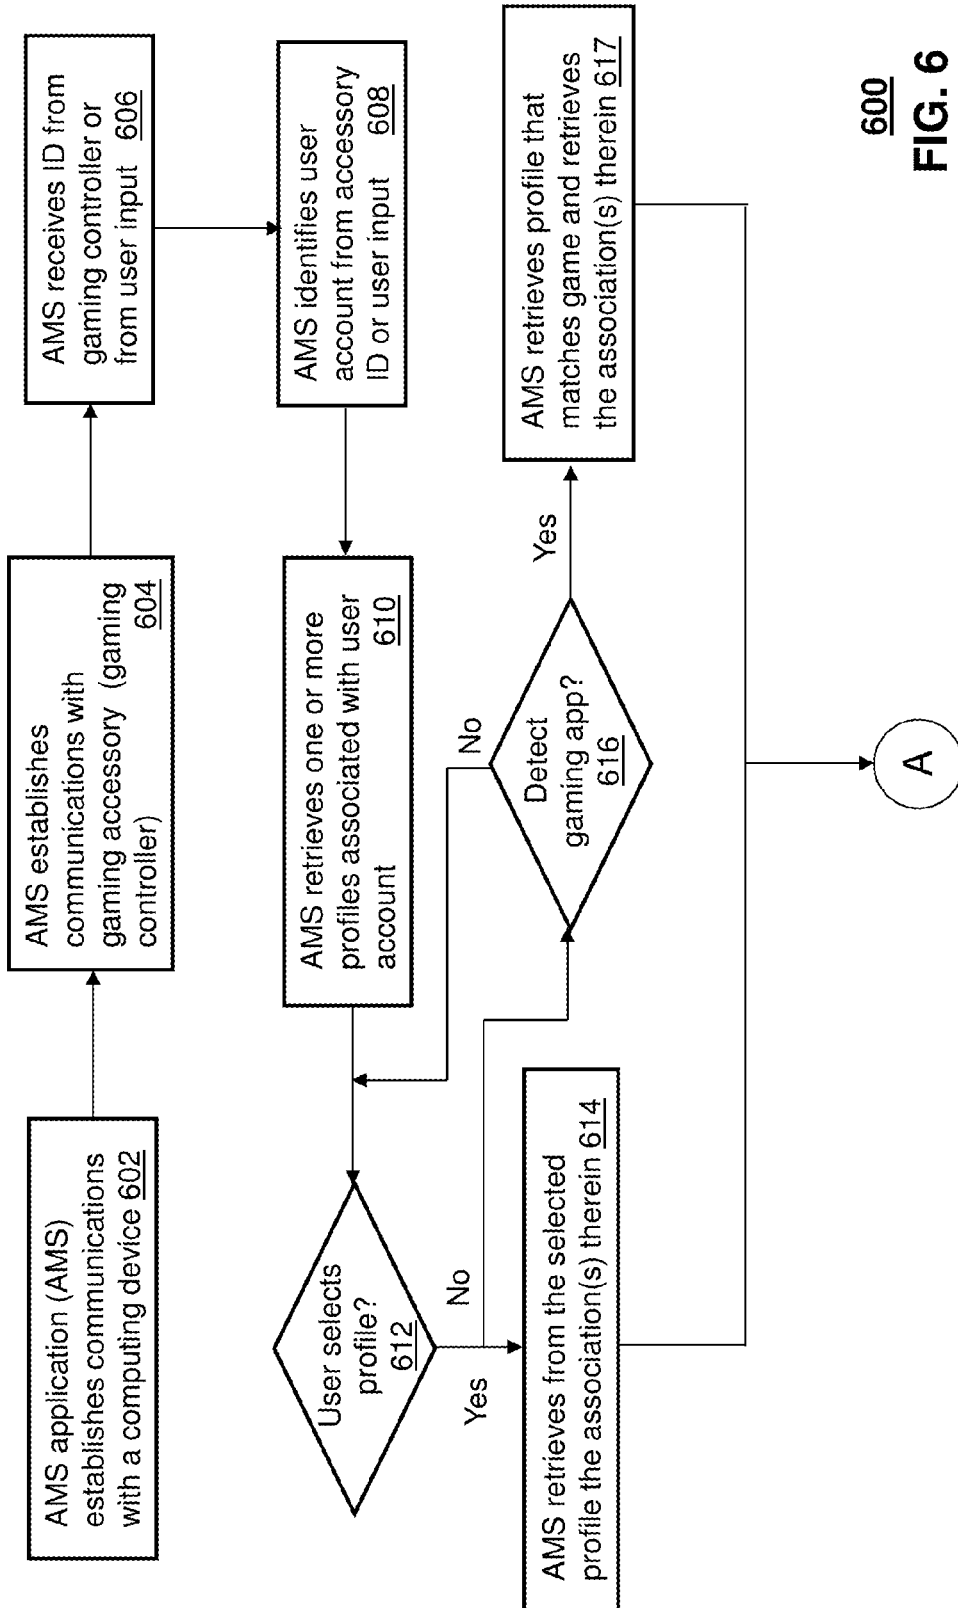 AMS application (AMS)
establishes communications
with a computing device 602
AMS establishes
communications with
gaming accessory (gaming
controller) 604
AMS receives ID from
gaming controller or
from user input 606
AMS identifies user
account from accessory
ID or user input 608
AMS retrieves one or more
profiles associated with user
account 610
User selects
profile?
612
No
Yes
AMS retrieves from the selected
profile the association(s) therein 614
Detect
gaming app?
616
No
Yes
AMS retrieves profile that
matches game and retrieves
the association(s) therein 617
A
600
FIG. 6